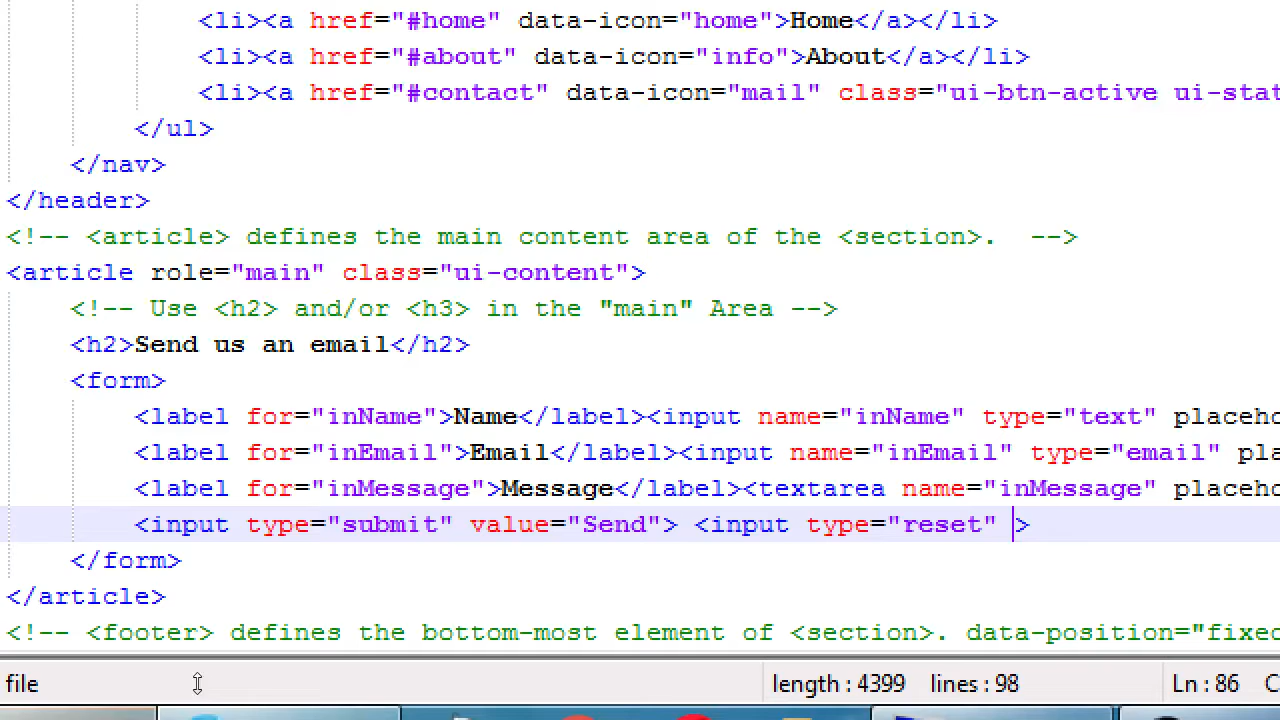 <li><a href="#home" data-icon="home">Home</a></li>
<li><a href="#about" data-icon="info">About</a></li>
<li><a href="#contact" data-icon="mail" class="ui-btn-active ui-stat
</ul>
</nav>
</header>
<!-- <article> defines the main content area of the <section>.  -->
<article role="main" class="ui-content">
<!-- Use <h2> and/or <h3> in the "main" Area -->
<h2>Send us an email</h2>
<form>
<label for="inName">Name</label><input name="inName" type="text" placeho
<label for="inEmail">Email</label><input name="inEmail" type="email" pla
<label for="inMessage">Message</label><textarea name="inMessage" placeho
<input type="submit" value="Send"> <input type="reset" >
</form>
</article>
<!-- <footer> defines the bottom-most element of <section>. data-position="fixed
file length : 4399 lines : 98 Ln : 86 C